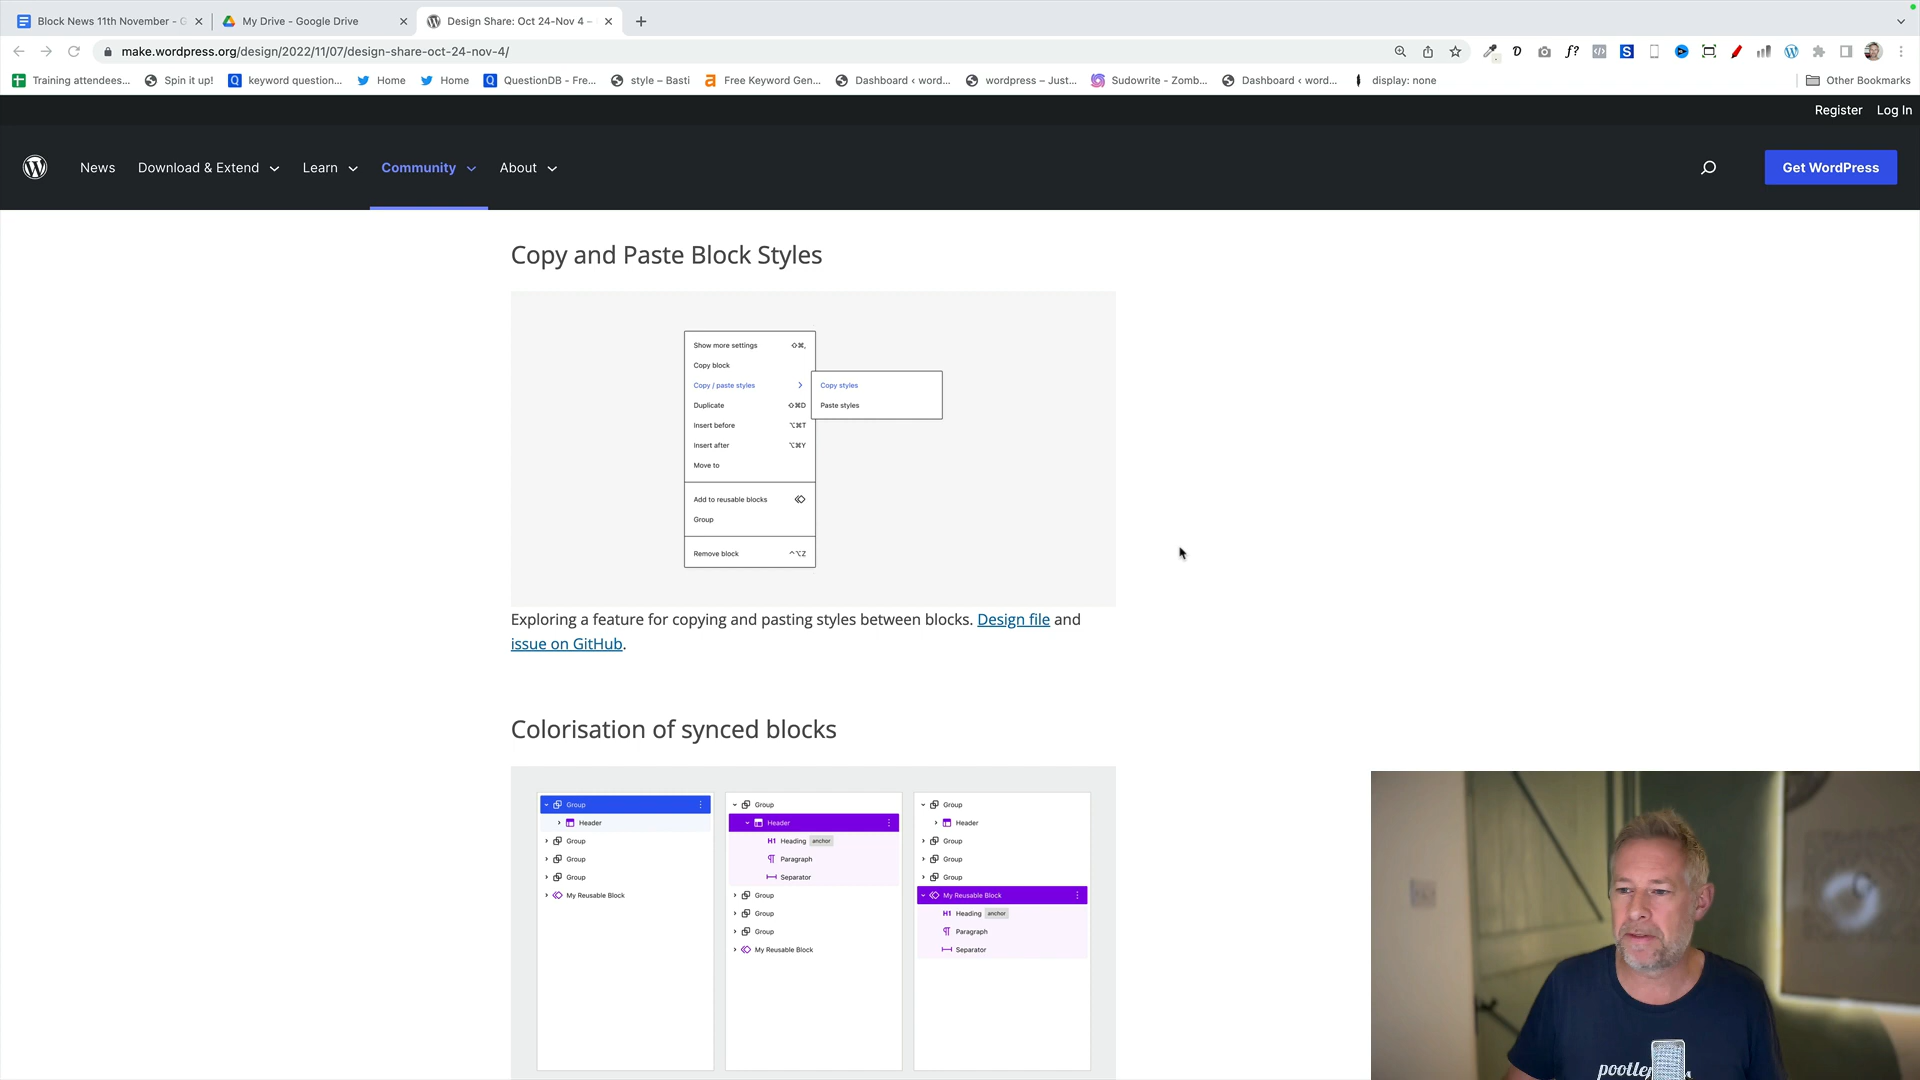 Block News 11th November - G
My Drive - Google Drive
Design Share: Oct 24-Nov 4 –
make.wordpress.org/design/2022/11/07/design-share-oct-24-nov-4/
Training attendees...
Spin it up!
keyword question...
Home
Home
QuestionDB - Fre...
style – Basti
Free Keyword Gen...
Dashboard ‹ word...
wordpress – Just...
Sudowrite - Zomb...
Dashboard ‹ word...
display: none
Other Bookmarks
Register
Log In
News
Download & Extend
Learn
Community
About
Get WordPress
Copy and Paste Block Styles
Show more settings ⇧⌘,
Copy block
Copy / paste styles
Copy styles
Duplicate ⇧⌘D
Paste styles
Insert before ⌥⌘T
Insert after ⌥⌘Y
Move to
Add to reusable blocks
Group
Remove block ^⌥Z
Exploring a feature for copying and pasting styles between blocks. Design file and
issue on GitHub.
Colorisation of synced blocks
Group
Header
Group
Group
Group
My Reusable Block
Group
Header
H1 Heading anchor
Paragraph
Separator
Group
Group
Group
My Reusable Block
Group
Header
Group
Group
Group
My Reusable Block
H1 Heading anchor
Paragraph
Separator